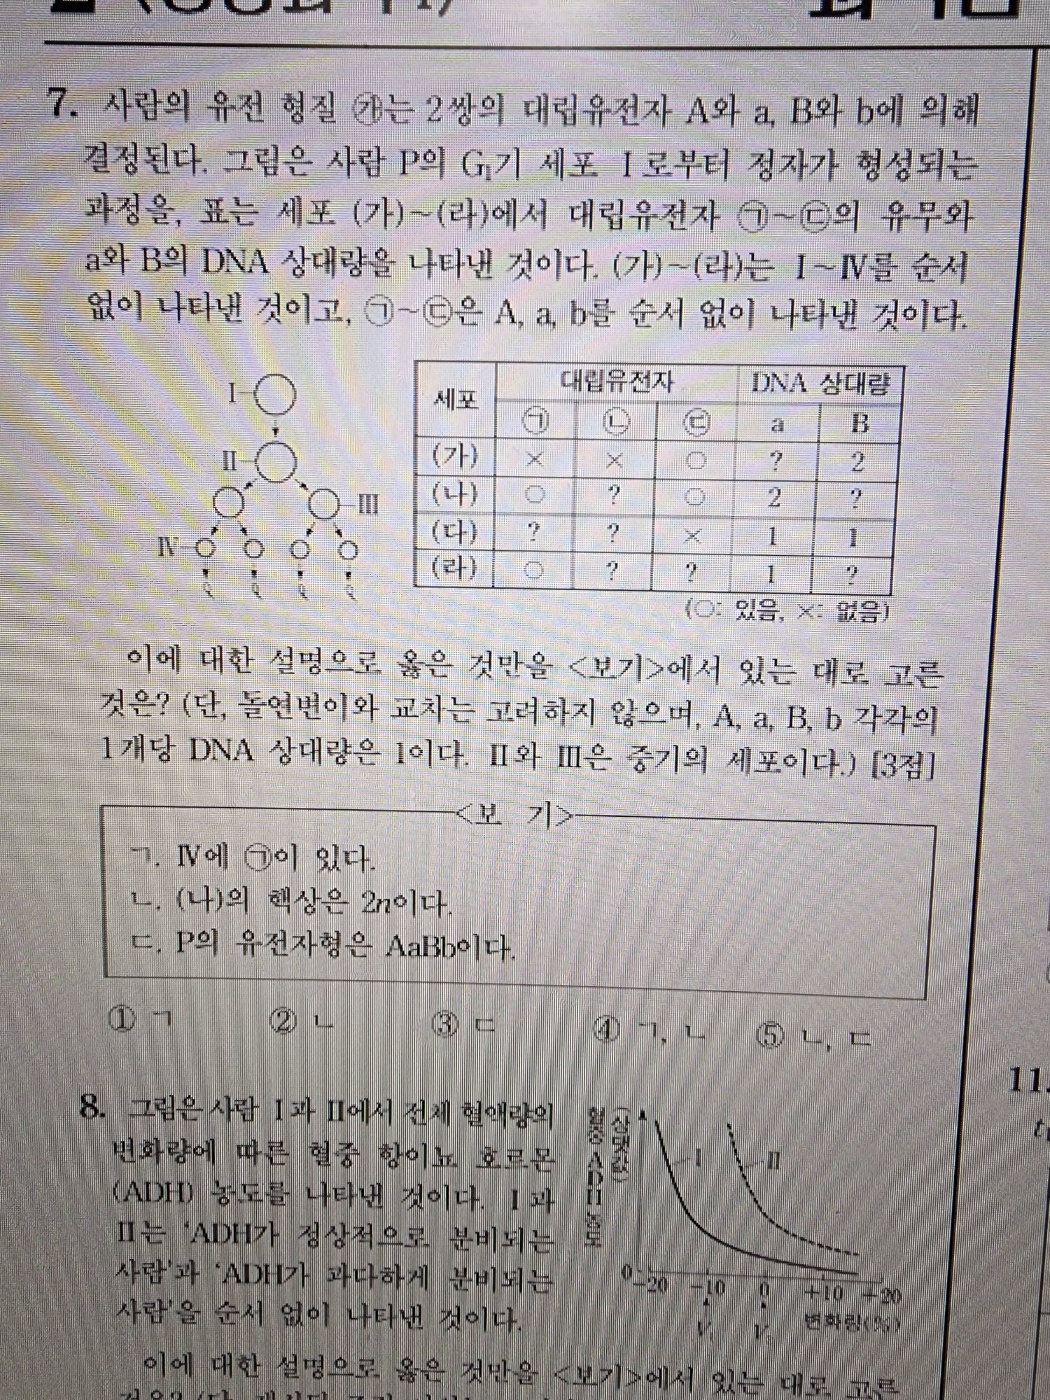 7. 사람의 유전 형질 ㉮는 2쌍의 대립유전자 A와 a, B와 b에 의해
결정된다. 그림은 사람 P의 G₁기 세포 Ⅰ로부터 정자가 형성되는
과정을, 표는 세포 (가)~(라)에서 대립유전자 ㉠~㉢의 유무와
a와 B의 DNA 상대량을 나타낸 것이다. (가)~(라)는 Ⅰ~Ⅳ를 순서
없이 나타낸 것이고, ㉠~㉢은 A, a, b를 순서 없이 나타낸 것이다.
Ⅰ
Ⅱ
Ⅲ
Ⅳ
세포 대립유전자 DNA 상대량
㉠ ㉡ ㉢ a B
(가) × × ○ ? 2
(나) ○ ? ○ 2 ?
(다) ? ? × 1 1
(라) ○ ? ? 1 ?
(○: 있음, ×: 없음)
이에 대한 설명으로 옳은 것만을 <보기>에서 있는 대로 고른
것은? (단, 돌연변이와 교차는 고려하지 않으며, A, a, B, b 각각의
1개당 DNA 상대량은 1이다. Ⅱ와 Ⅲ은 중기의 세포이다.) [3점]
<보 기>
ㄱ. Ⅳ에 ㉠이 있다.
ㄴ. (나)의 핵상은 2n이다.
ㄷ. P의 유전자형은 AaBb이다.
① ㄱ ② ㄴ ③ ㄷ ④ ㄱ, ㄴ ⑤ ㄴ, ㄷ
8. 그림은 사람 Ⅰ과 Ⅱ에서 전체 혈액량의
변화량에 따른 혈중 항이뇨 호르몬
(ADH) 농도를 나타낸 것이다. Ⅰ과
Ⅱ는 ‘ADH가 정상적으로 분비되는
사람’과 ‘ADH가 과다하게 분비되는
사람’을 순서 없이 나타낸 것이다.
혈중 ADH 농도
(상댓값)
Ⅰ
Ⅱ
0
-20 -10 0 +10 +20
변화량(%)
이에 대한 설명으로 옳은 것만을 <보기>에서 있는 대로 고른
11.